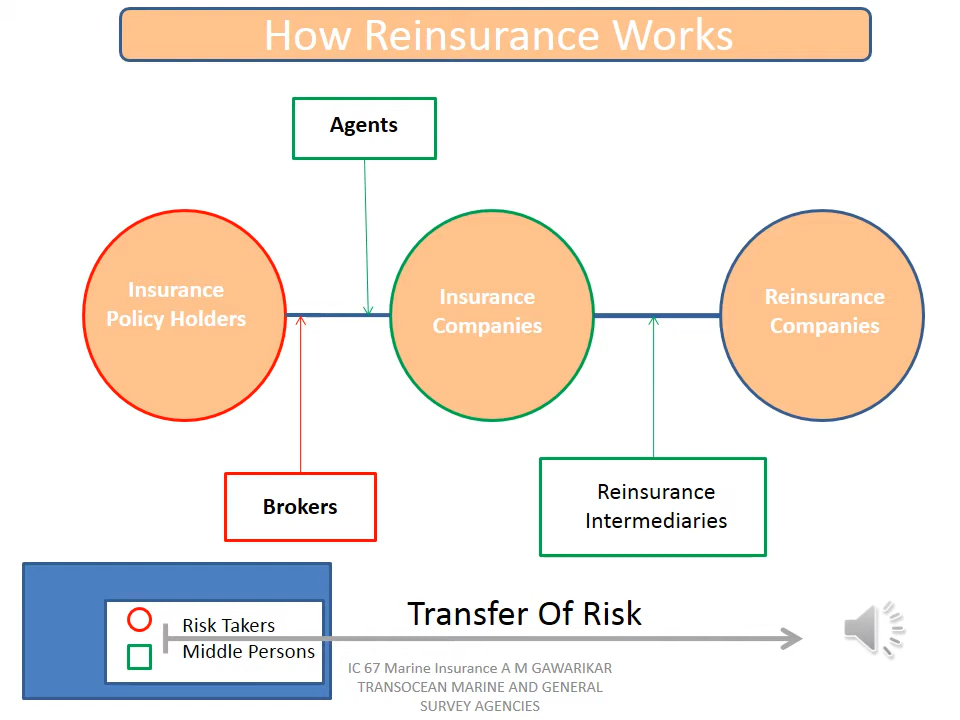 How Reinsurance Works
Agents
Insurance
Policy Holders
Insurance
Companies
Reinsurance
Companies
Brokers
Reinsurance
Intermediaries
Risk Takers
Middle Persons
Transfer Of Risk
IC 67 Marine Insurance A M GAWARIKAR
TRANSOCEAN MARINE AND GENERAL
SURVEY AGENCIES